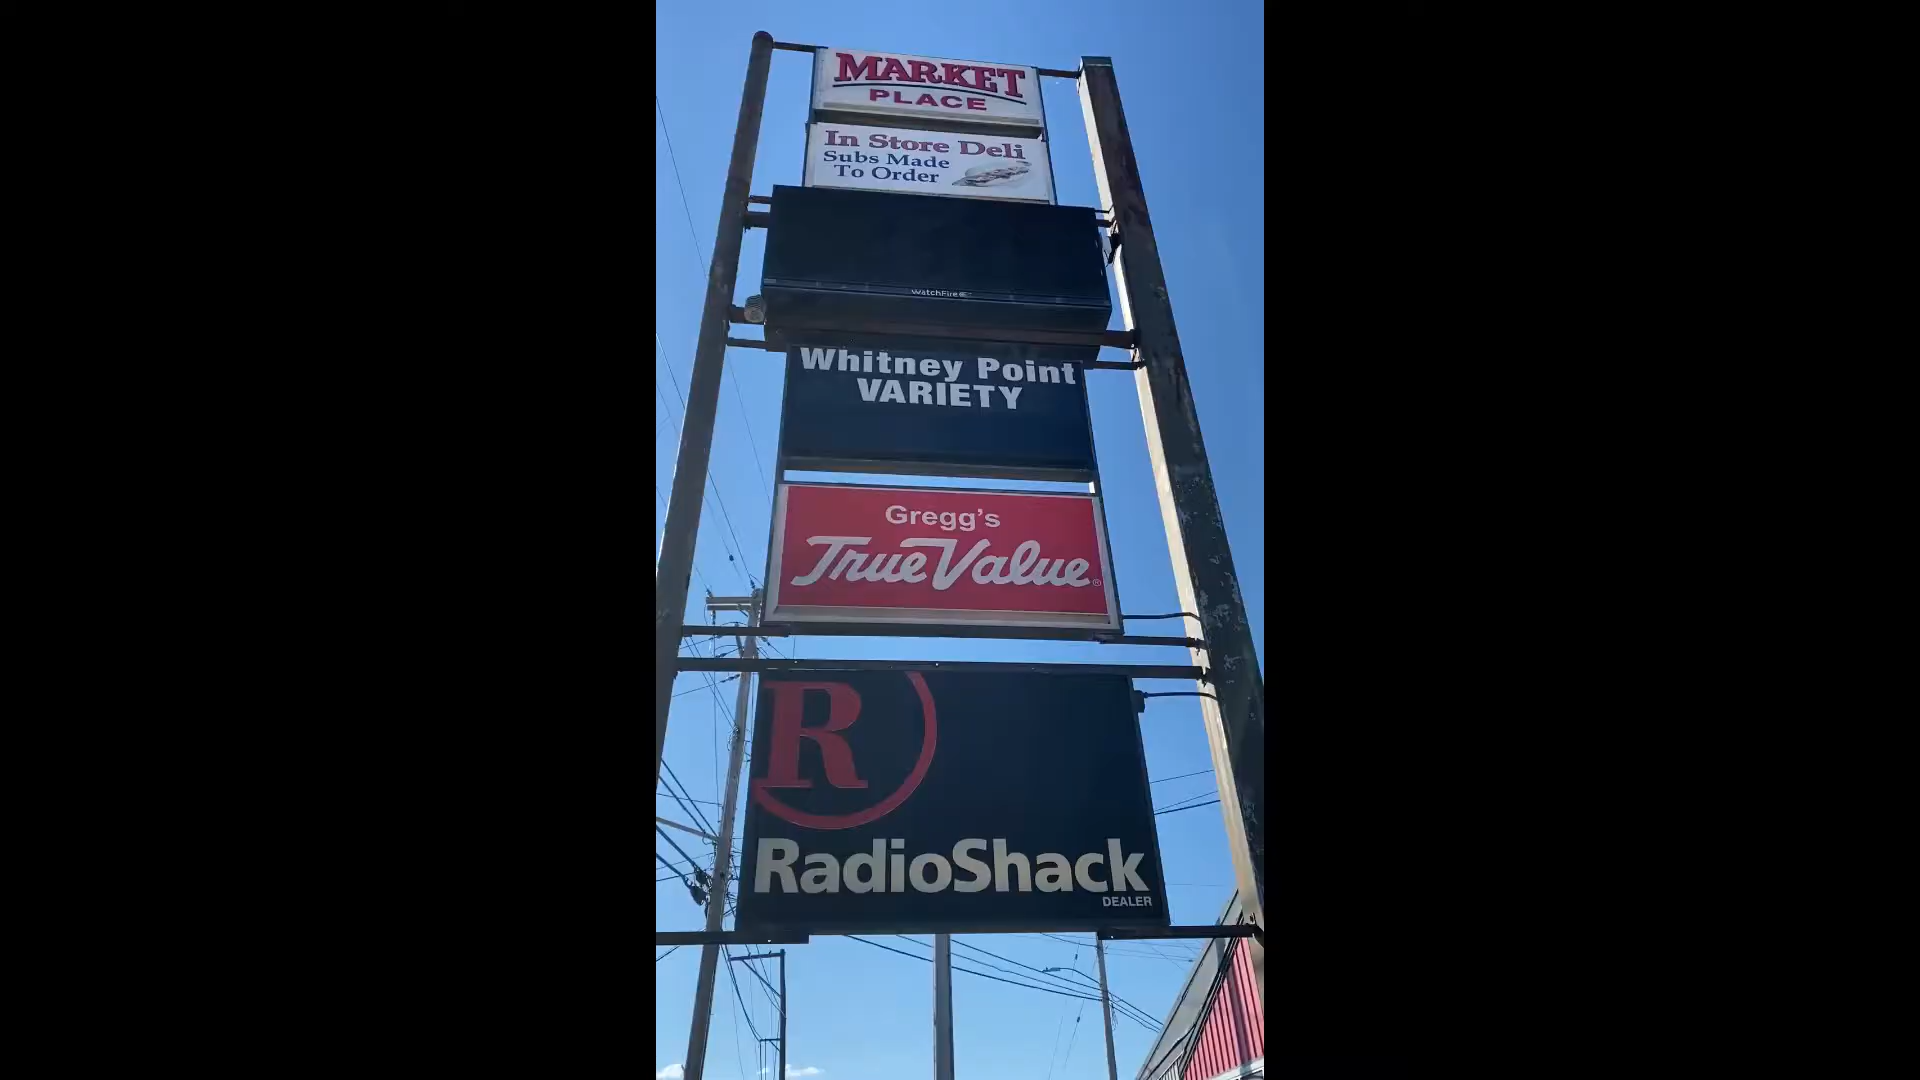 MARKET
PLACE
In Store Deli
Subs Made
To Order
watchfire
Whitney Point
VARIETY
Gregg's
True Value®
R
RadioShack
DEALER